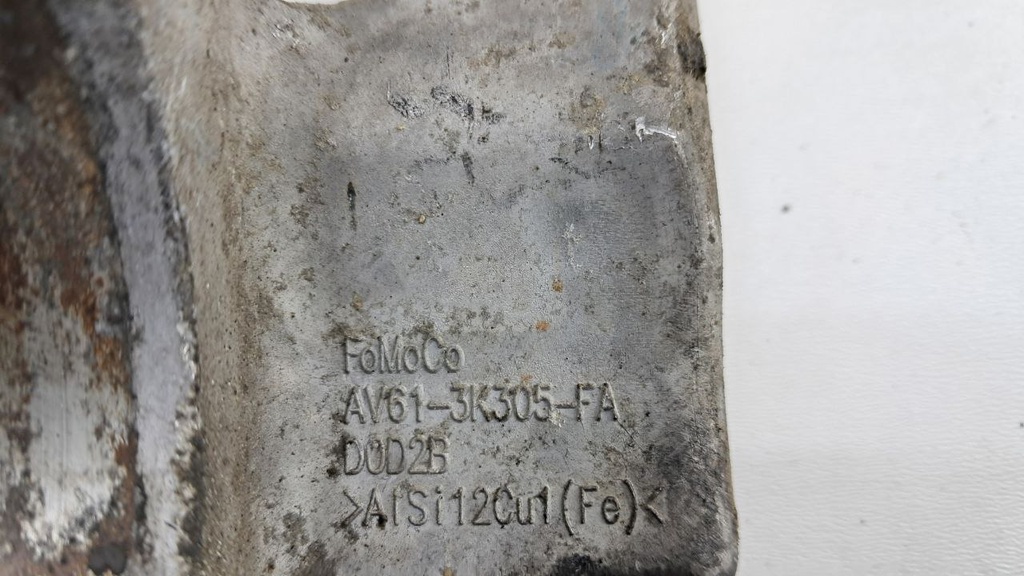 FoMoCo
AV61-3K305-FA
D0D2B
>AlSi12Cu1(Fe)<